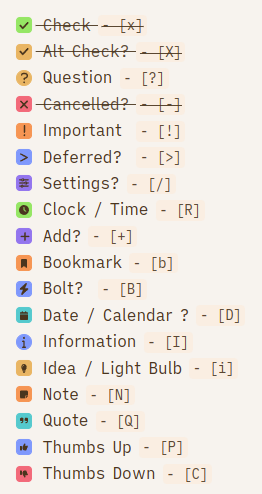 Check - [x]
Alt Check? - [X]
Question - [?]
Cancelled? - [-]
Important - [!]
Deferred? - [>]
Settings? - [/]
Clock / Time - [R]
Add? - [+]
Bookmark - [b]
Bolt? - [B]
Date / Calendar ? - [D]
Information - [I]
Idea / Light Bulb - [i]
Note - [N]
Quote - [Q]
Thumbs Up - [P]
Thumbs Down - [C]